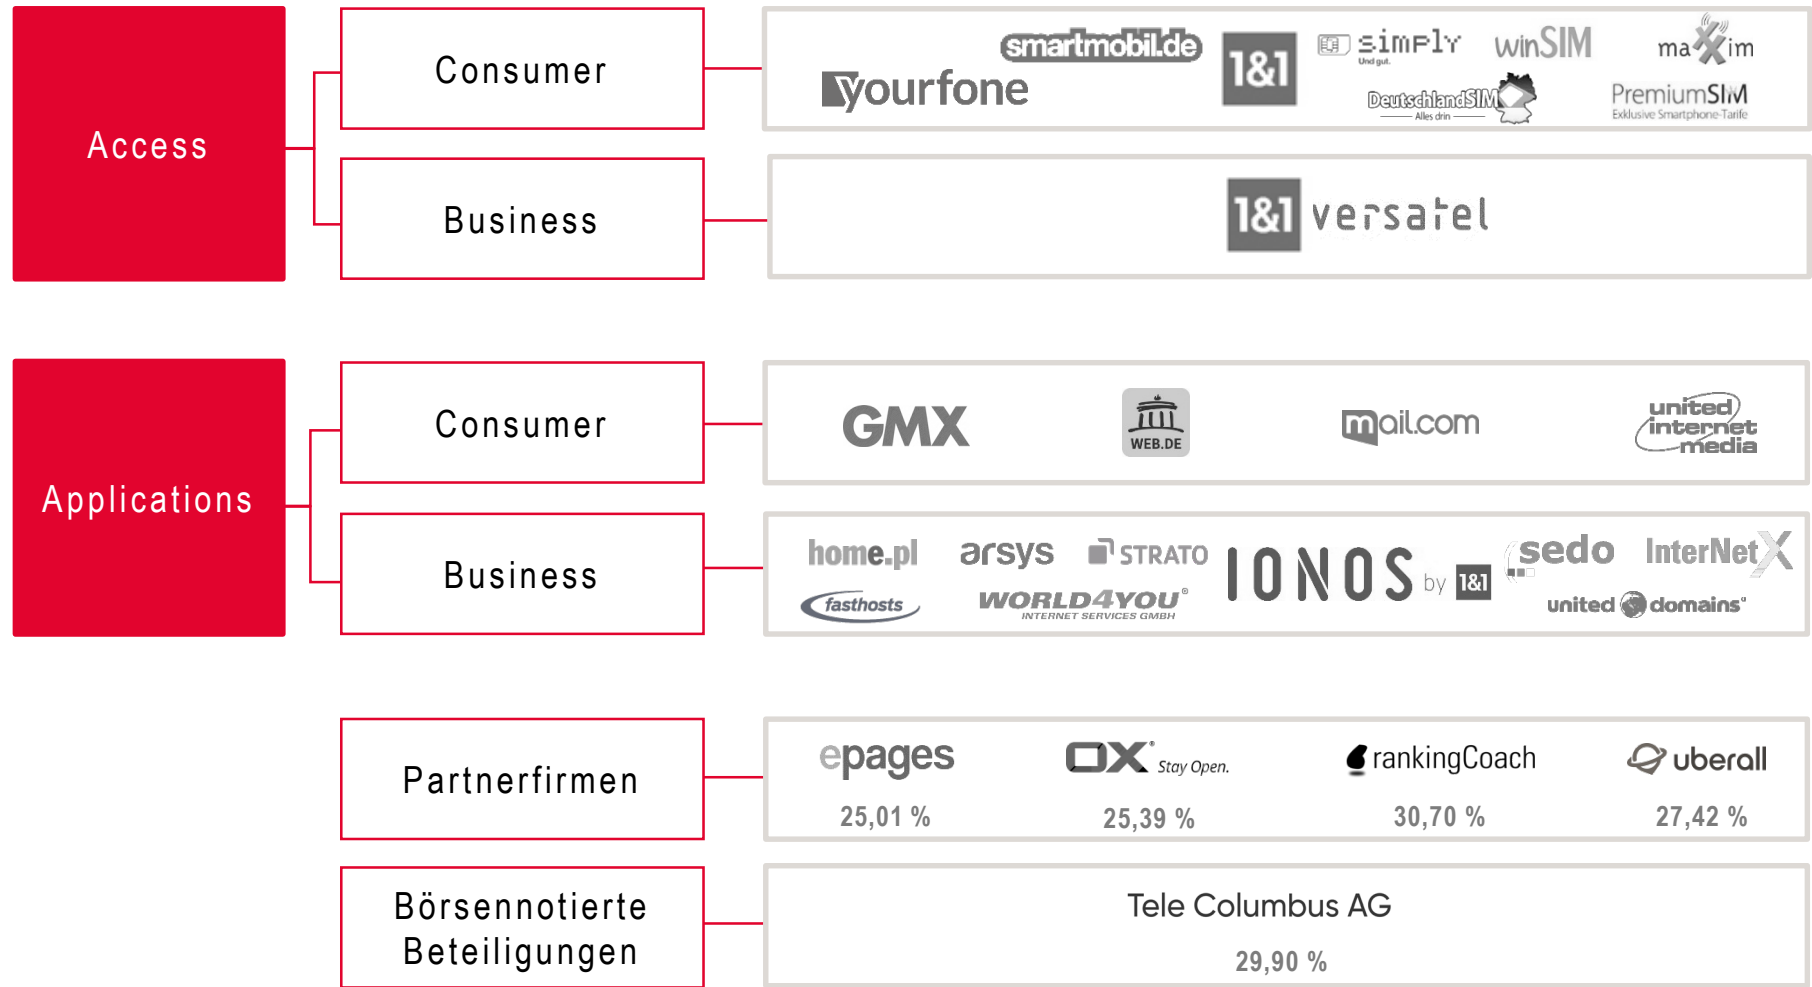 Access
Consumer
smartmobil.de
yourfone
1&1
simply
Und gut.
winSIM
maXXim
DeutschlandSIM
Alles drin
PremiumSIM
Exklusive Smartphone-Tarife
Business
1&1 versatel
Applications
Consumer
GMX
WEB.DE
mail.com
united
internet
media
Business
home.pl
arsys
STRATO
IONOS by 1&1
sedo
InterNetX
fasthosts
WORLD4YOU®
INTERNET SERVICES GMBH
united domains®
Partnerfirmen
epages
25,01 %
OX® Stay Open.
25,39 %
rankingCoach
30,70 %
uberall
27,42 %
Börsennotierte
Beteiligungen
Tele Columbus AG
29,90 %